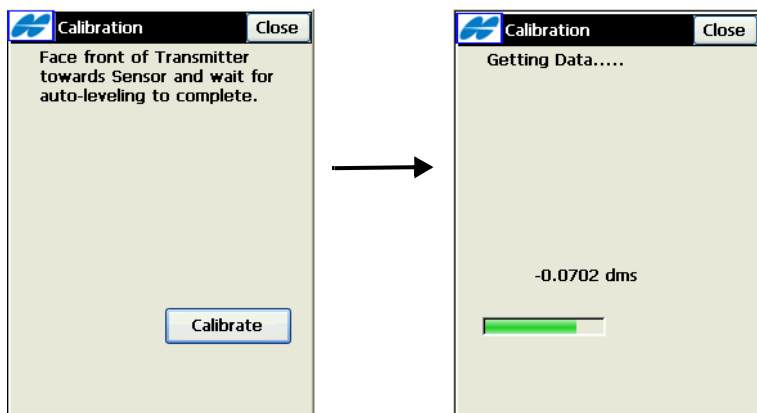 Calibration
Close
Face front of Transmitter
towards Sensor and wait for
auto-leveling to complete.
Calibrate
Calibration
Close
Getting Data.....
-0.0702 dms